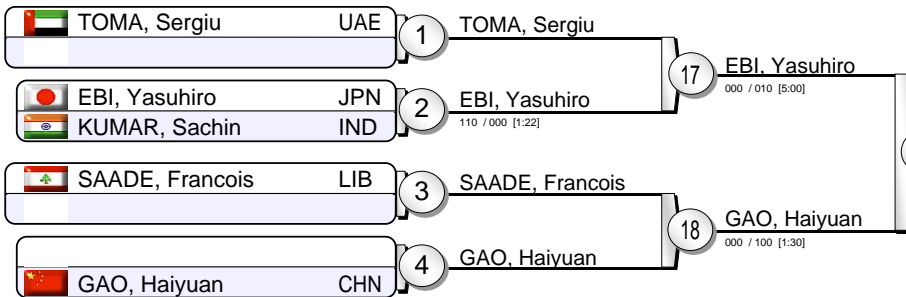 TOMA, Sergiu UAE
1
TOMA, Sergiu
EBI, Yasuhiro JPN
KUMAR, Sachin IND
2
EBI, Yasuhiro
110 / 000 [1:22]
17
EBI, Yasuhiro
000 / 010 [5:00]
SAADE, Francois LIB
3
SAADE, Francois
GAO, Haiyuan CHN
4
GAO, Haiyuan
18
GAO, Haiyuan
000 / 100 [1:30]